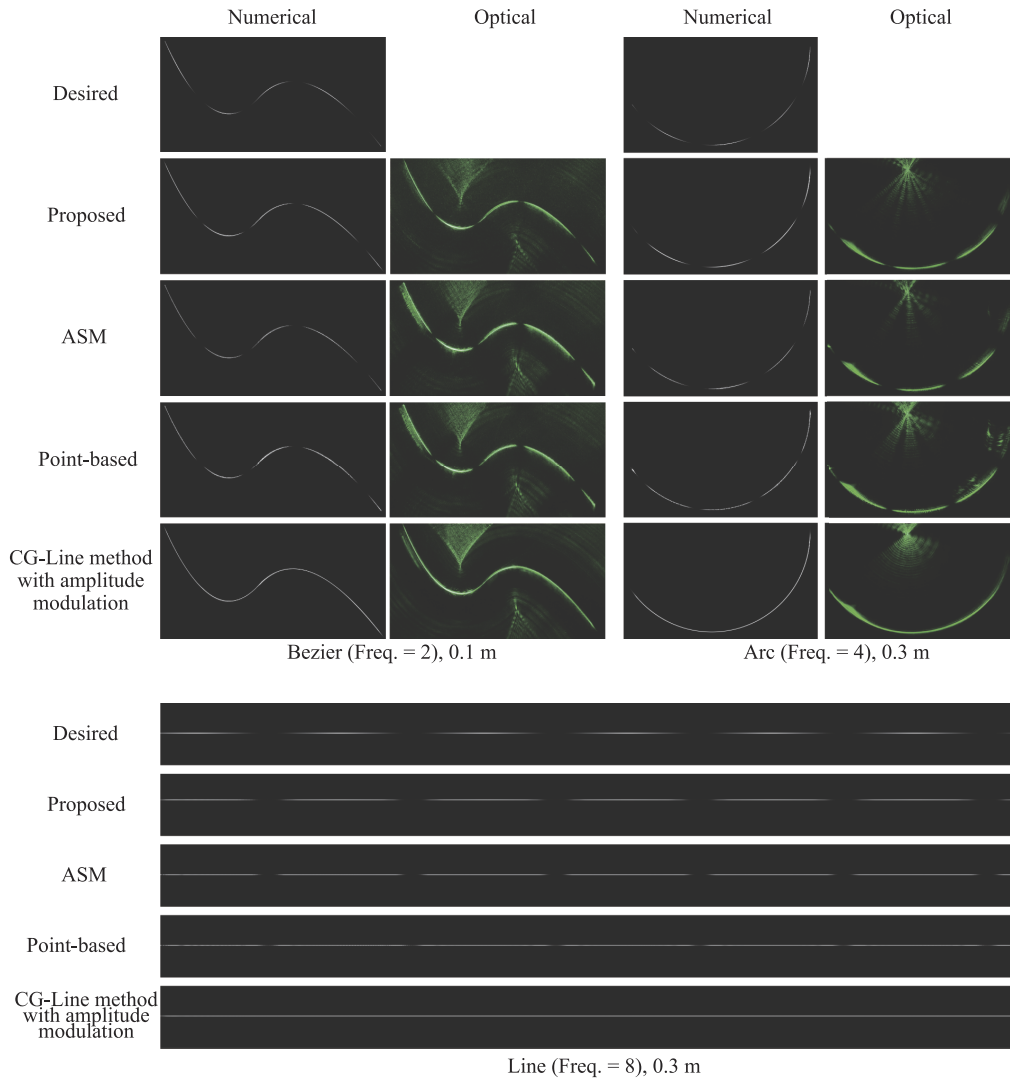 Numerical Optical Numerical Optical
Desired
Proposed
ASM
Point-based
CG-Line method
with amplitude
modulation
Bezier (Freq. = 2), 0.1 m Arc (Freq. = 4), 0.3 m
Desired
Proposed
ASM
Point-based
CG-Line method
with amplitude
modulation
Line (Freq. = 8), 0.3 m